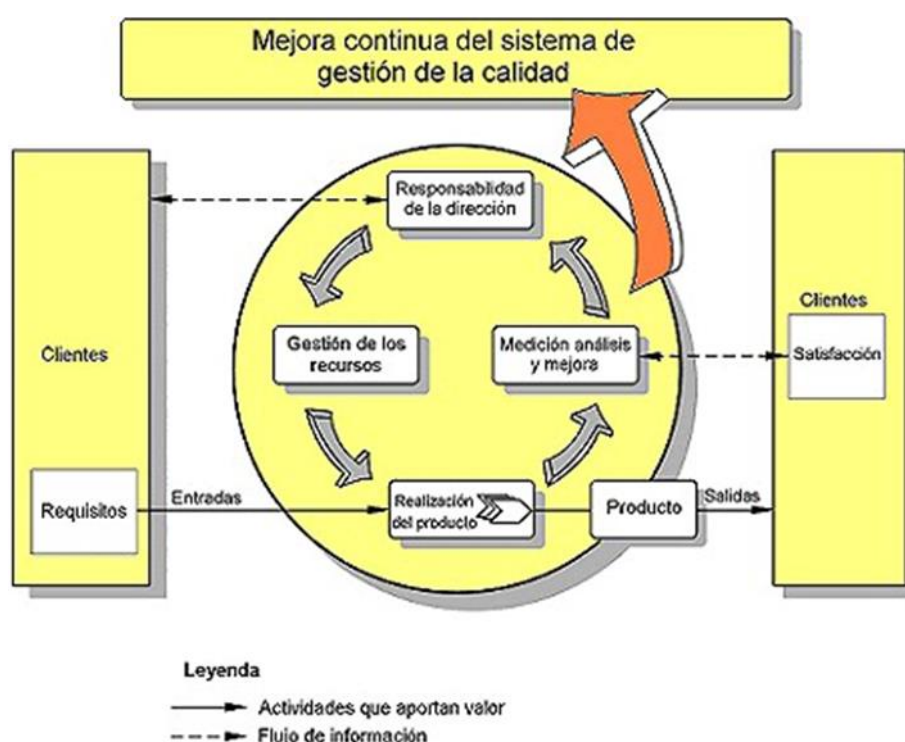 Mejora continua del sistema de
gestión de la calidad
Responsabilidad
de la dirección
Clientes
Gestión de los
recursos
Medición análisis
y mejora
Clientes
Satisfacción
Requisitos
Entradas
Realización
del producto
Producto
Salidas
Leyenda
Actividades que aportan valor
Flujo de información